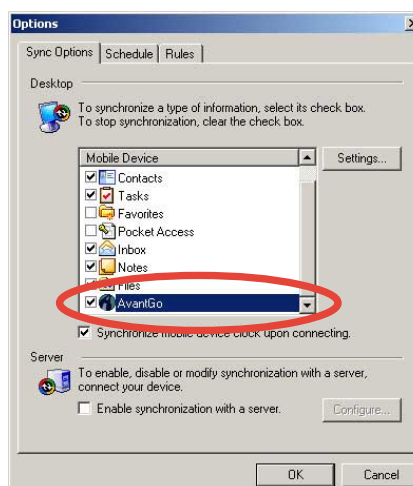 Options
Sync Options Schedule Rules
Desktop
To synchronize a type of information, select its check box.
To stop synchronization, clear the check box.
Mobile Device
Settings...
Contacts
Tasks
Favorites
Pocket Access
Inbox
Notes
Files
AvantGo
Synchronize mobile device clock upon connecting.
Server
To enable, disable or modify synchronization with a server,
connect your device.
Enable synchronization with a server.
Configure...
OK Cancel